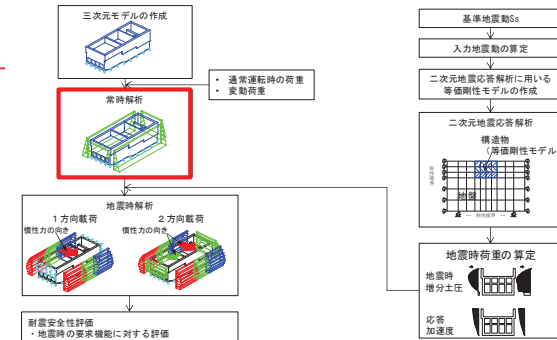 三次元モデルの作成
・ 通常運転時の荷重
・ 変動荷重
常時解析
地震時解析
1方向載荷
慣性力の向き
2方向載荷
慣性力の向き
耐震安全性評価
・地震時の要求機能に対する評価
基準地震動Ss
入力地震動の算定
二次元地震応答解析に用いる
等価剛性モデルの作成
二次元地震応答解析
構造物
(等価剛性モデル
地盤
粘性境界
粘性境界
地震時荷重の算定
地震時
増分土圧
応答
加速度